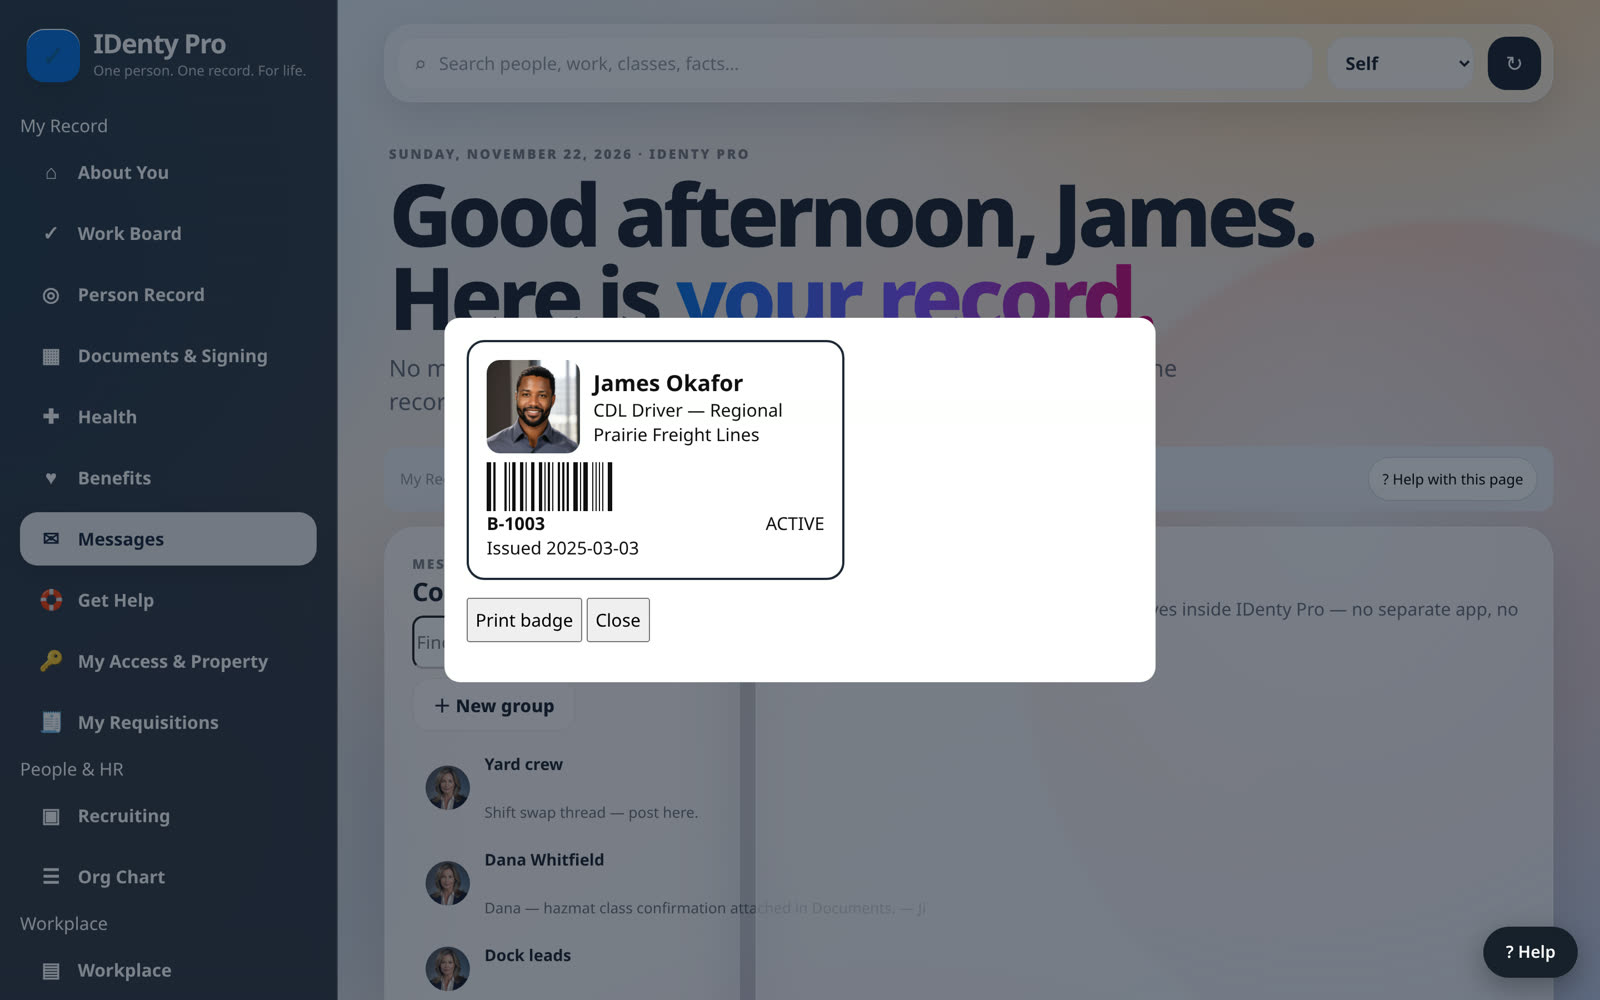 IDenty Pro
One person. One record. For life.
My Record
About You
Work Board
Person Record
Documents & Signing
Health
Benefits
Messages
Get Help
My Access & Property
My Requisitions
People & HR
Recruiting
Org Chart
Workplace
Workplace
Search people, work, classes, facts...
Self
SUNDAY, NOVEMBER 22, 2026 · IDENTY PRO
Good afternoon, James.
Here is your record.
No
My
? Help with this page
James Okafor
CDL Driver — Regional
Prairie Freight Lines
B-1003
ACTIVE
Issued 2025-03-03
Print badge
Close
inside IDenty Pro — no separate app, no
+ New group
Yard crew
Shift swap thread — post here.
Dana Whitfield
Dana — hazmat class confirmation attached in Documents. — Ji
Dock leads
? Help